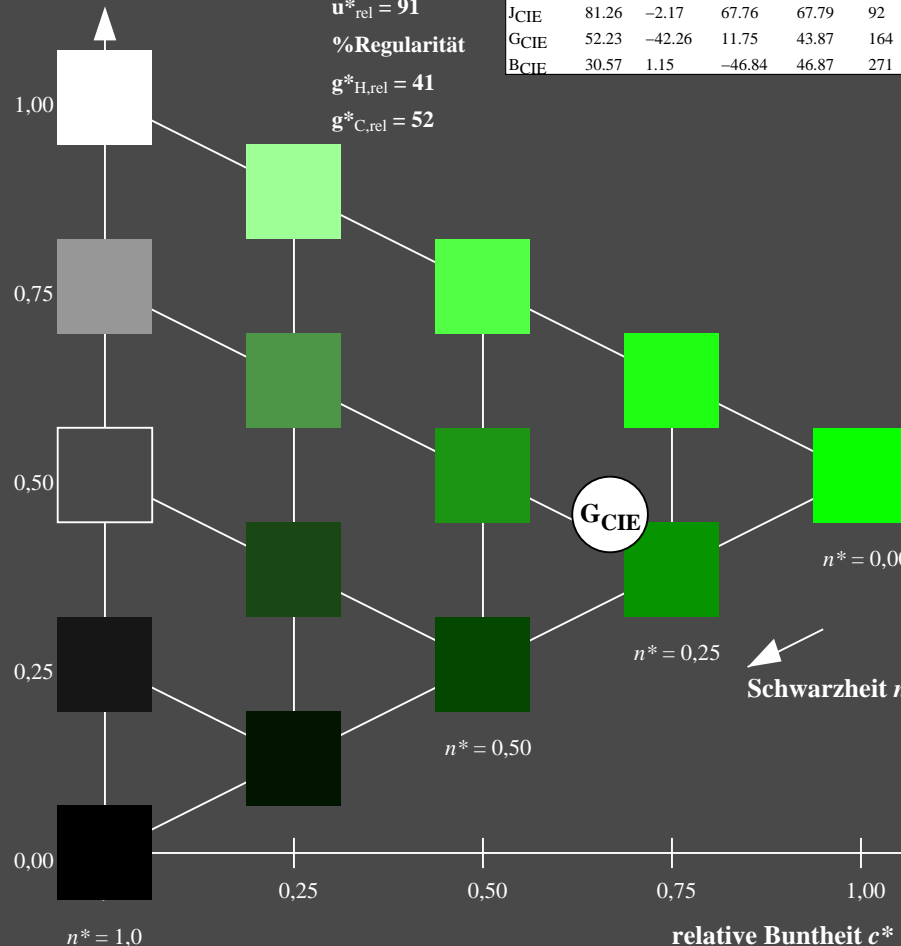 u*rel = 91
%Regularität
g*H,rel = 41
g*C,rel = 52
JCIE 81.26 −2.17 67.76 67.79 92
GCIE 52.23 −42.26 11.75 43.87 164
BCIE 30.57 1.15 −46.84 46.87 271
1,00
0,75
0,50
0,25
0,00
GCIE
n* = 0,00
n* = 0,25
Schwarzheit n
n* = 0,50
0,25 0,50 0,75 1,00
n* = 1,0
relative Buntheit c*